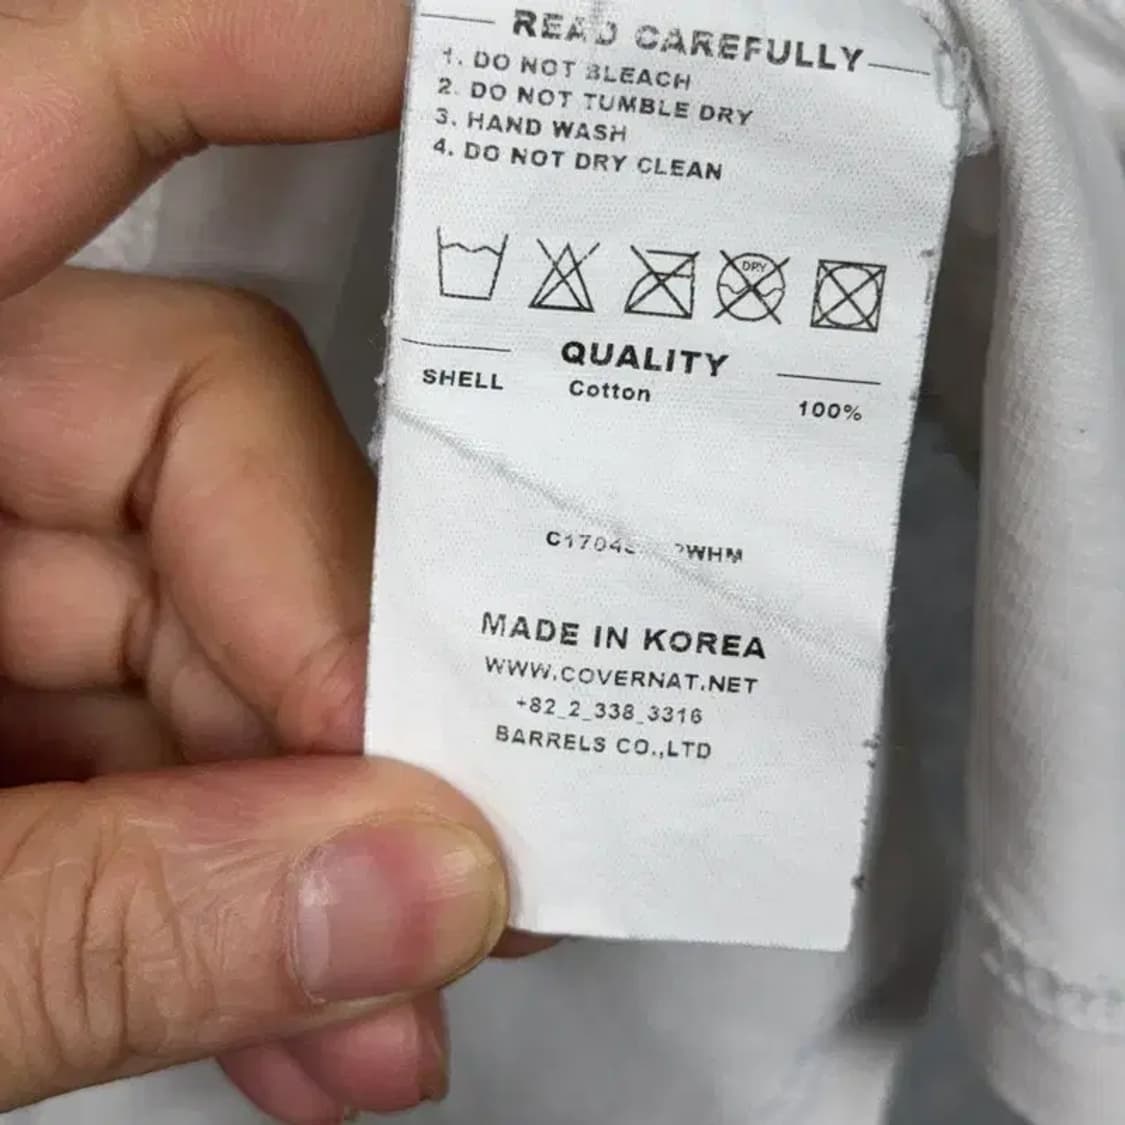 READ CAREFULLY
1. DO NOT BLEACH
2. DO NOT TUMBLE DRY
3. HAND WASH
4. DO NOT DRY CLEAN
DRY
QUALITY
SHELL Cotton 100%
MADE IN KOREA
WWW.COVERNAT.NET
+82_2_338_3316
BARRELS CO.,LTD